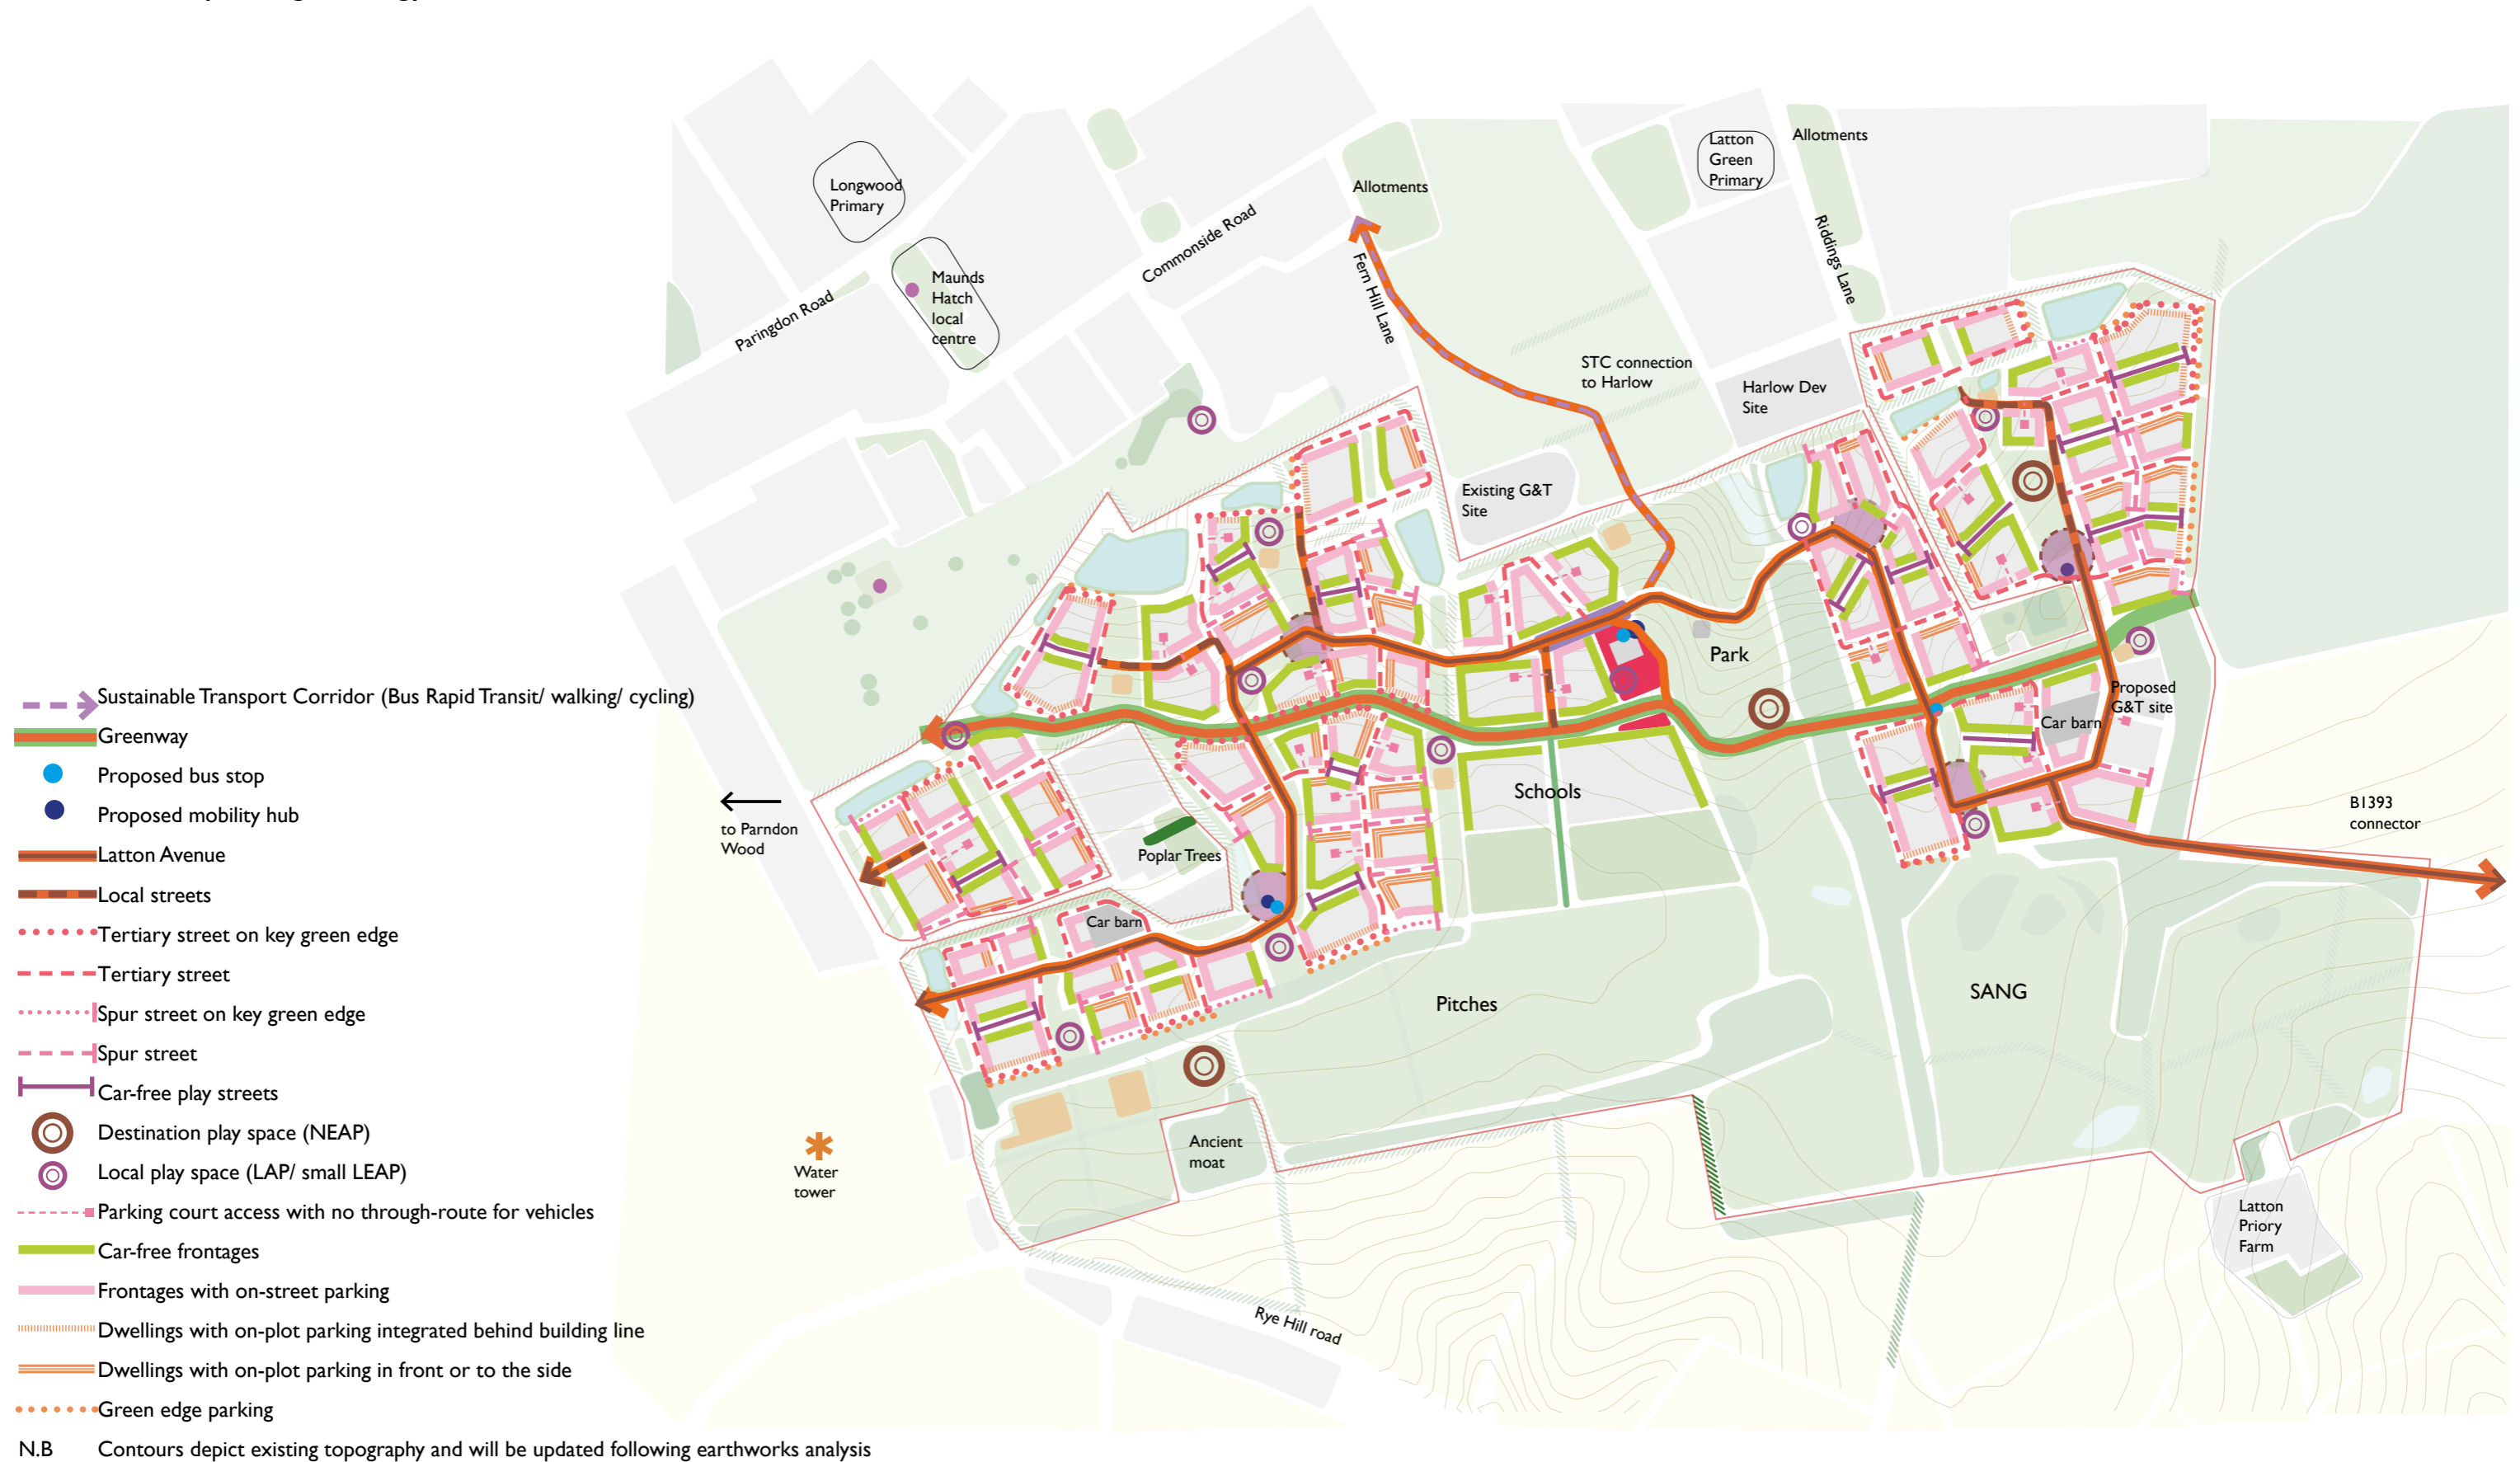 Longwood
Primary
Maunds
Hatch
local
centre
Paringdon Road
Commonside Road
Allotments
Fern Hill Lane
Latton
Green
Primary
Allotments
Riddings Lane
STC connection
to Harlow
Harlow Dev
Site
Existing G&T
Site
Park
Proposed
G&T site
Car barn
Schools
B1393
connector
to Parndon
Wood
Poplar Trees
Car barn
Pitches
SANG
Ancient
moat
Water
tower
Latton
Priory
Farm
Rye Hill road
Sustainable Transport Corridor (Bus Rapid Transit/ walking/ cycling)
Greenway
Proposed bus stop
Proposed mobility hub
Latton Avenue
Local streets
Tertiary street on key green edge
Tertiary street
Spur street on key green edge
Spur street
Car-free play streets
Destination play space (NEAP)
Local play space (LAP/ small LEAP)
Parking court access with no through-route for vehicles
Car-free frontages
Frontages with on-street parking
Dwellings with on-plot parking integrated behind building line
Dwellings with on-plot parking in front or to the side
Green edge parking
N.B Contours depict existing topography and will be updated following earthworks analysis